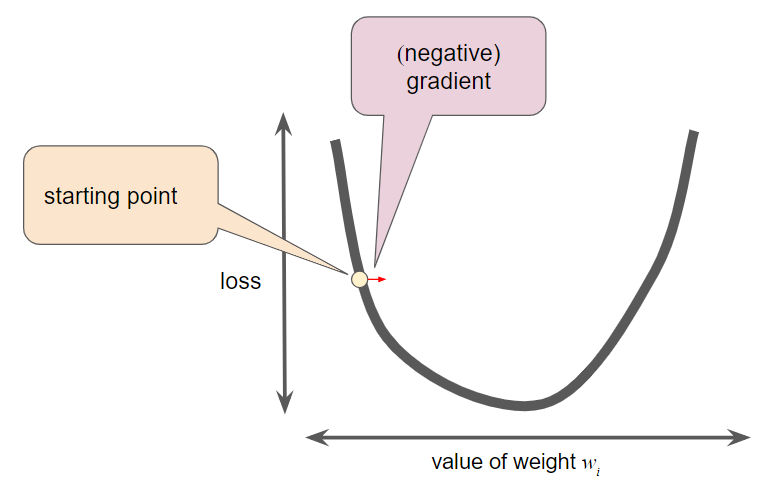 (negative)
gradient
starting point
loss
value of weight wᵢ